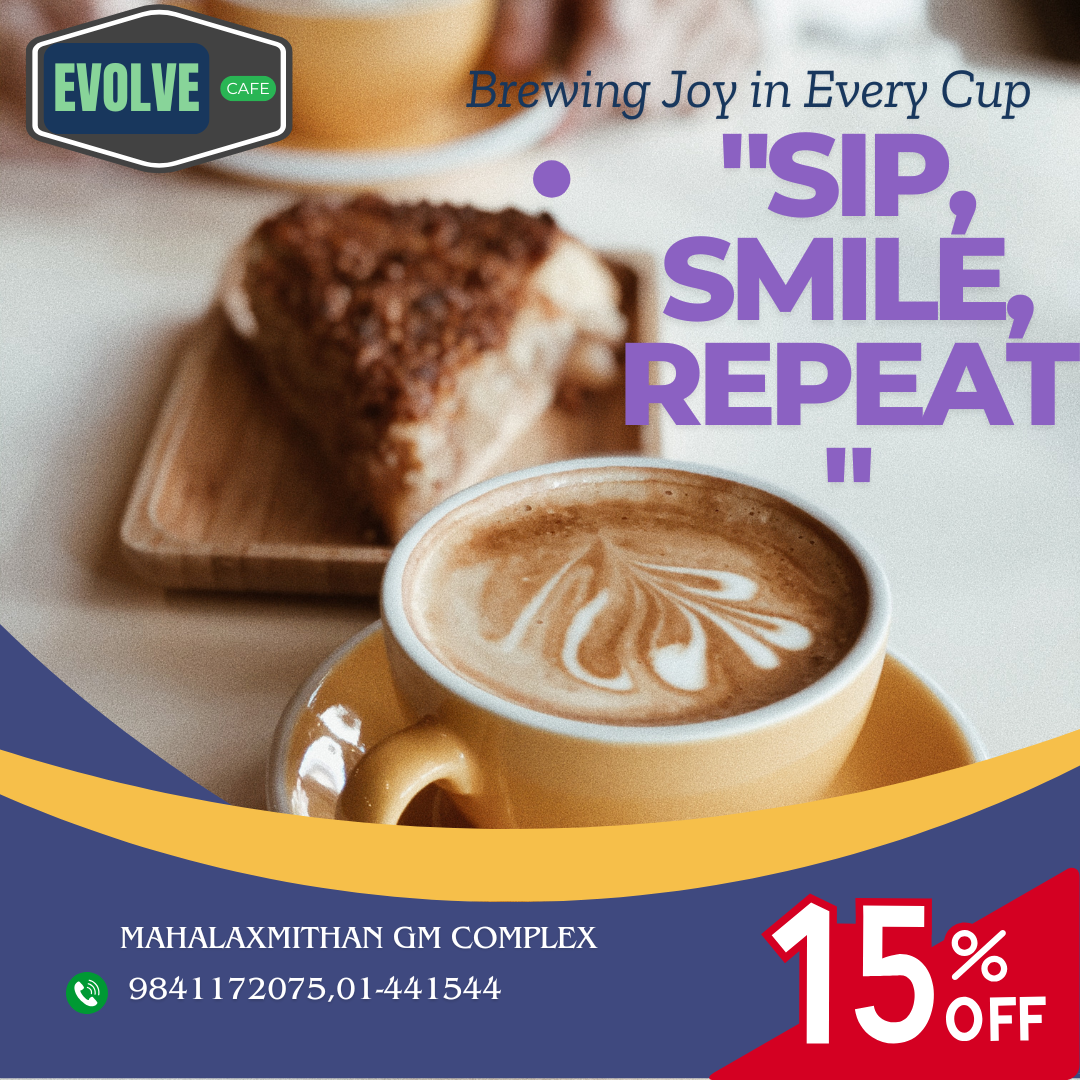 EVOLVE
CAFE
Brewing Joy in Every Cup
"SIP,
SMILE,
REPEAT
"
MAHALAXMITHAN GM COMPLEX
9841172075,01-441544
15%
OFF